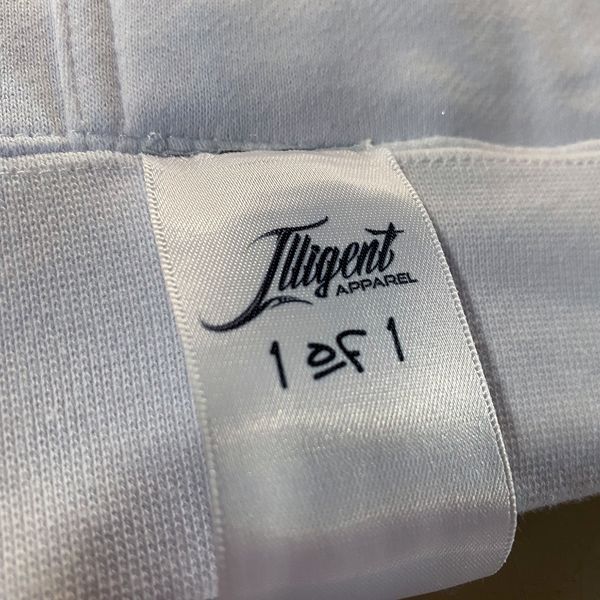 Illigent
APPAREL
1 of 1